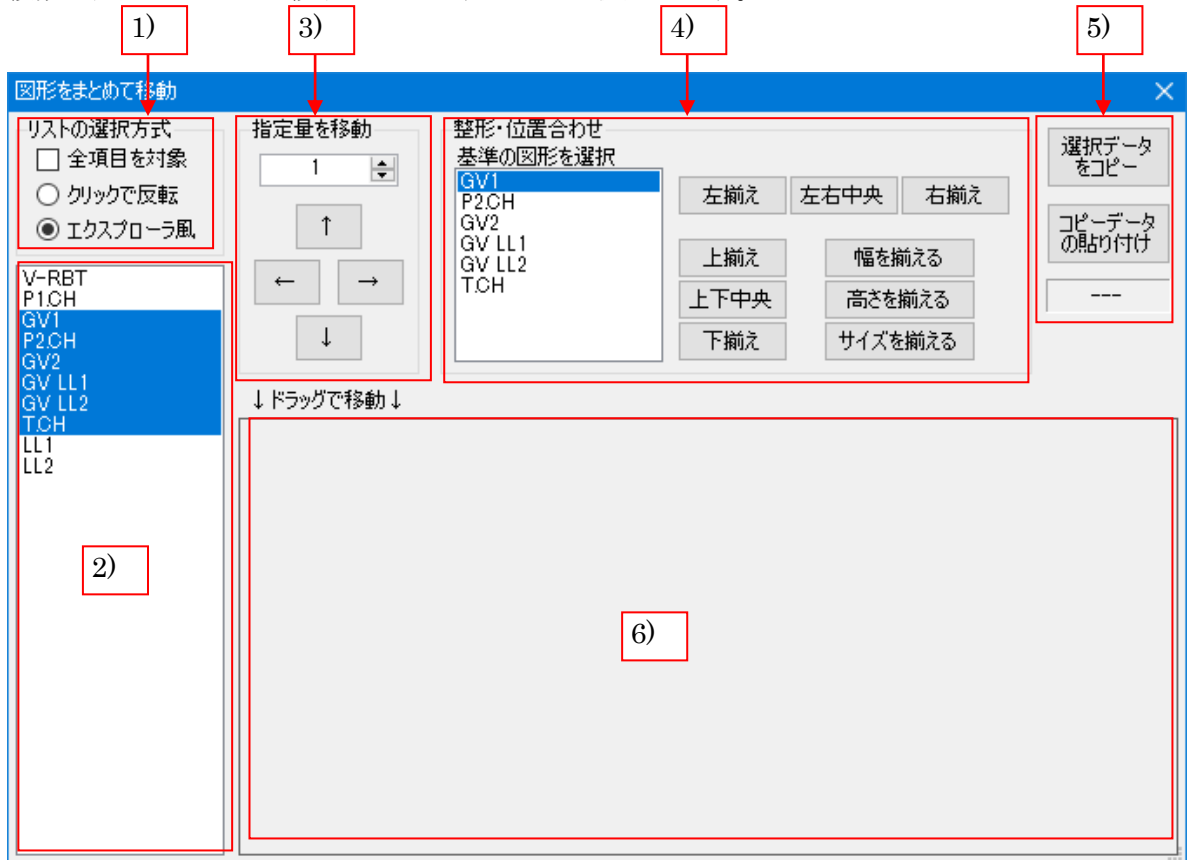 1)
3)
4)
5)
図形をまとめて移動
リストの選択方式
全項目を対象
クリックで反転
エクスプローラ風
V-RBT
P1.CH
GV1
P2.CH
GV2
GV LL1
GV LL2
T.CH
LL1
LL2
2)
指定量を移動
1
↑
← →
↓
整形・位置合わせ
基準の図形を選択
GV1
P2.CH
GV2
GV LL1
GV LL2
T.CH
左揃え 左右中央 右揃え
上揃え 幅を揃える
上下中央 高さを揃える
下揃え サイズを揃える
選択データ
をコピー
コピーデータ
の貼り付け
---
↓ドラッグで移動↓
6)